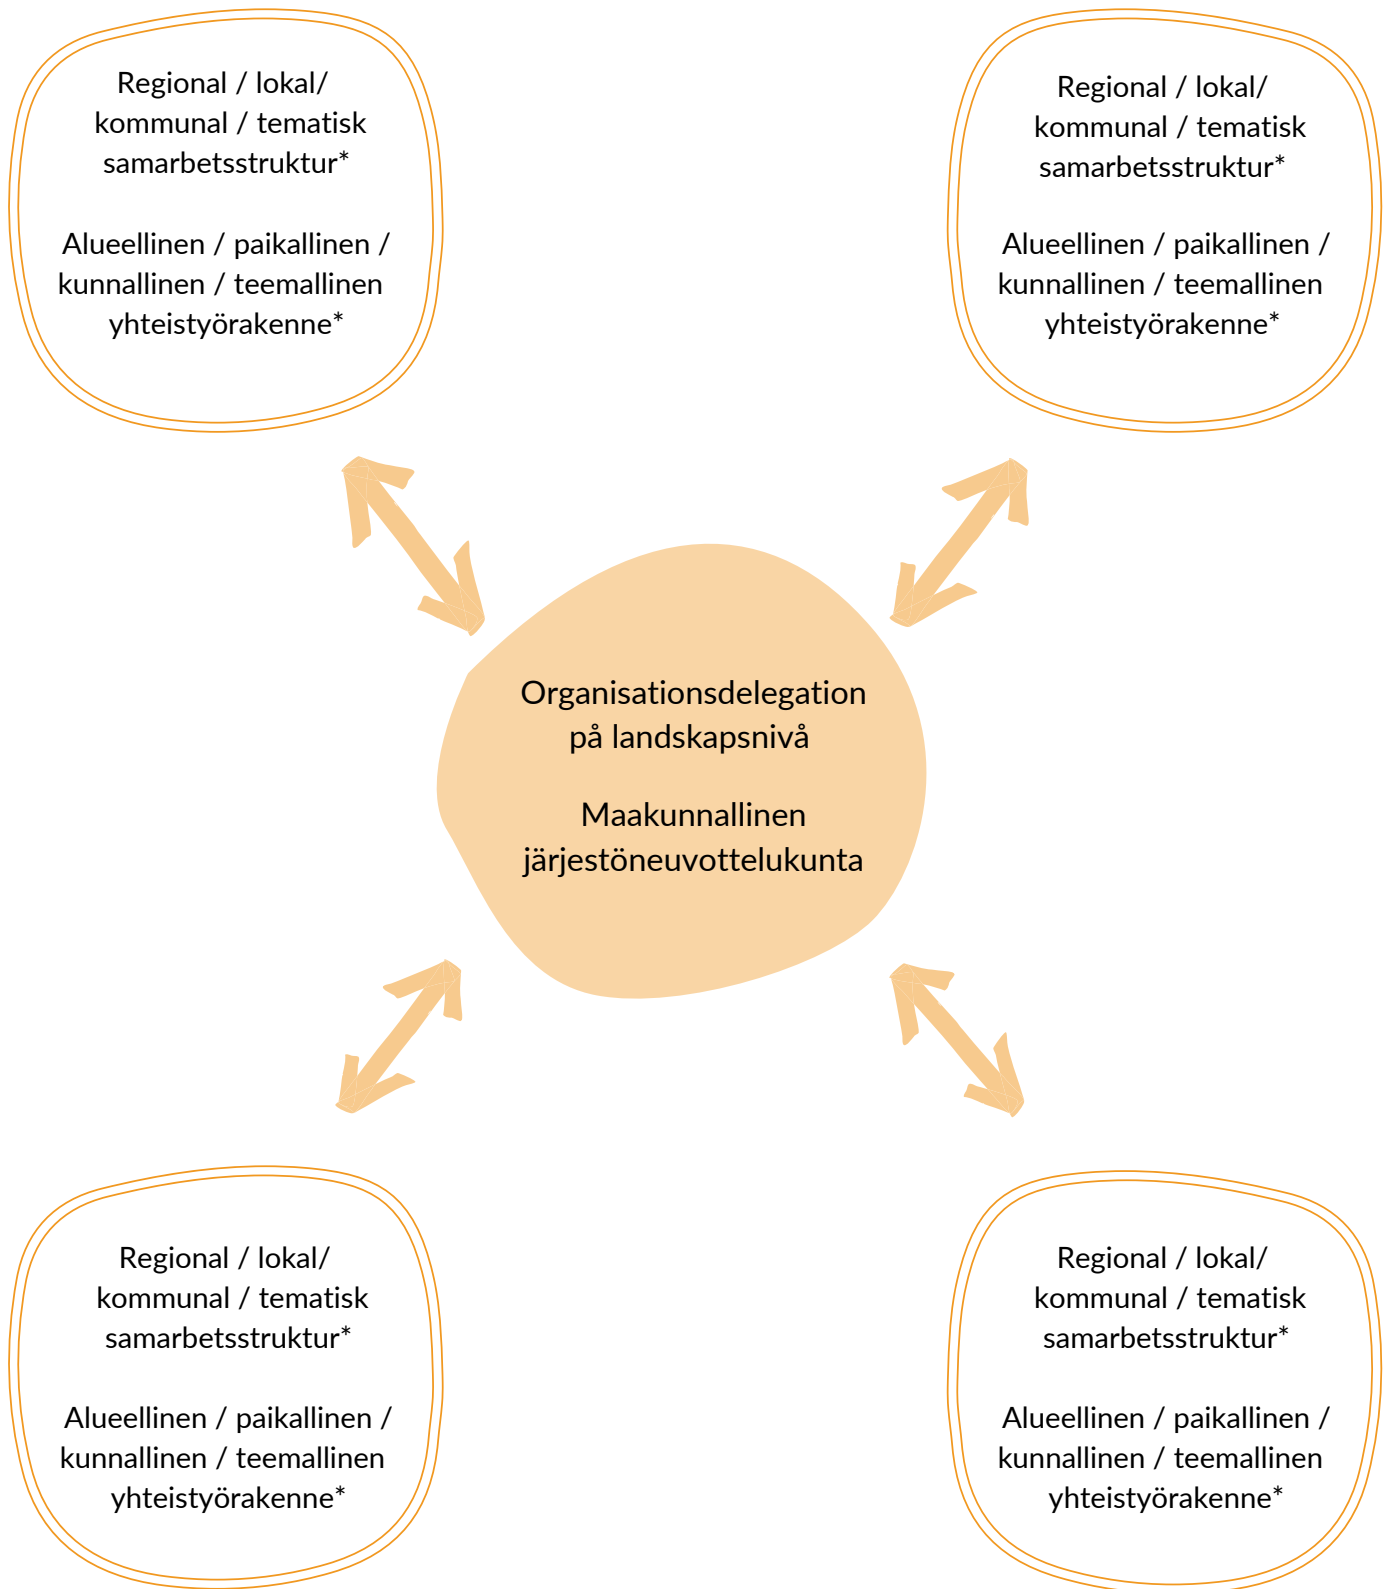 Regional / lokal/
kommunal / tematisk
samarbetsstruktur*
Alueellinen / paikallinen /
kunnallinen / teemallinen
yhteistyörakenne*
Regional / lokal/
kommunal / tematisk
samarbetsstruktur*
Alueellinen / paikallinen /
kunnallinen / teemallinen
yhteistyörakenne*
Organisationsdelegation
på landskapsnivå
Maakunnallinen
järjestöneuvottelukunta
Regional / lokal/
kommunal / tematisk
samarbetsstruktur*
Alueellinen / paikallinen /
kunnallinen / teemallinen
yhteistyörakenne*
Regional / lokal/
kommunal / tematisk
samarbetsstruktur*
Alueellinen / paikallinen /
kunnallinen / teemallinen
yhteistyörakenne*